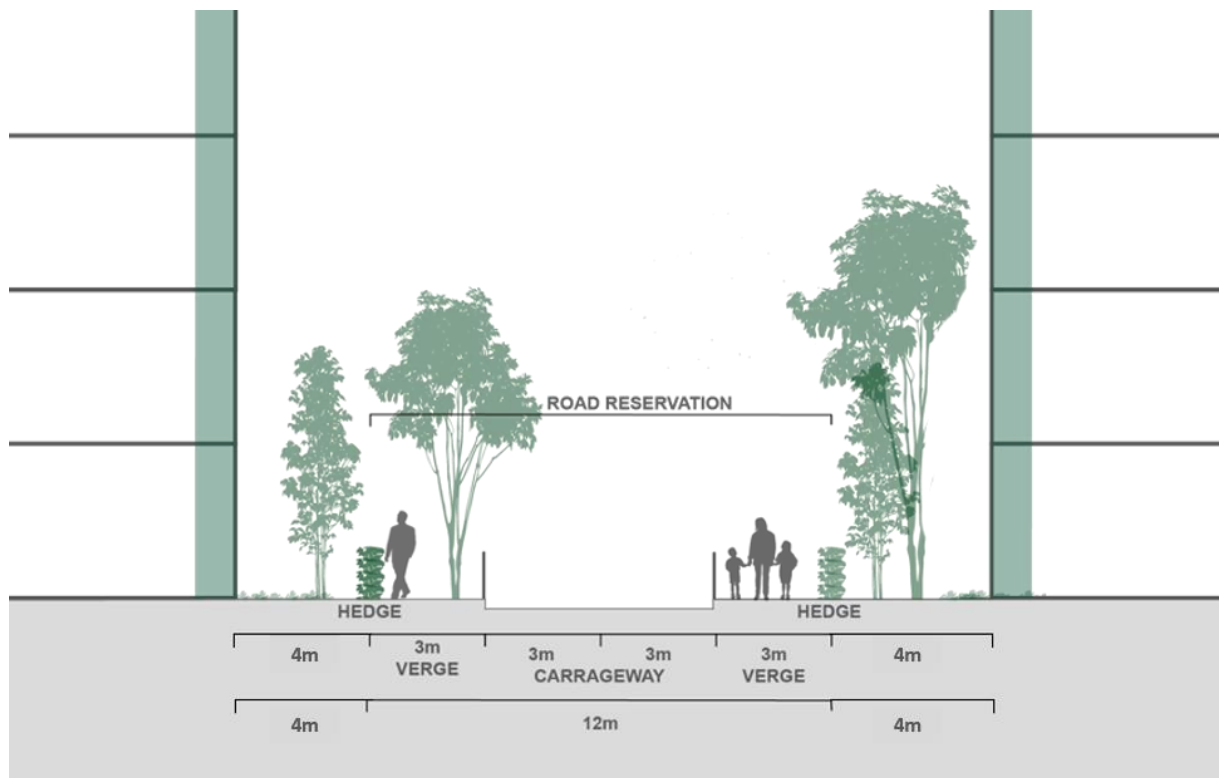 ROAD RESERVATION
HEDGE HEDGE
4m 3m 3m 3m 3m 4m
VERGE CARRAGEWAY VERGE
4m 12m 4m